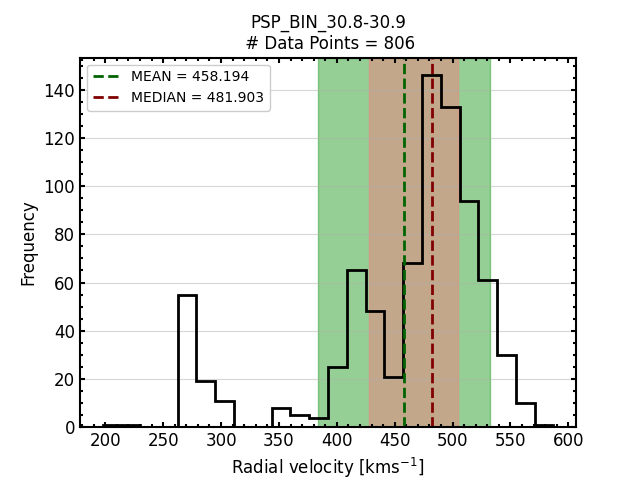 PSP_BIN_30.8-30.9
# Data Points = 806
MEAN = 458.194
MEDIAN = 481.903
140
120
100
80
60
40
20
0
Frequency
200 250 300 350 400 450 500 550 600
Radial velocity [kms⁻¹]